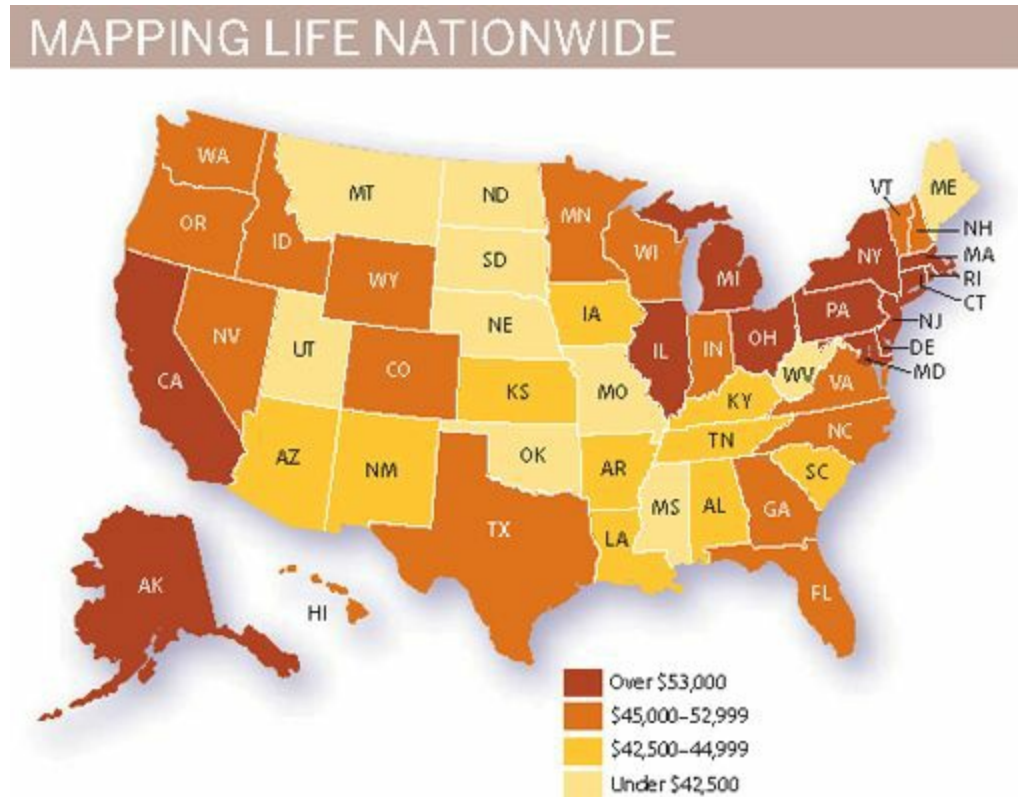 MAPPING LIFE NATIONWIDE
WA
MT
ND
MN
VT
ME
OR
ID
WY
SD
WI
MI
NY
NH
MA
RI
CT
NV
UT
NE
IA
IL
IN
OH
PA
NJ
DE
MD
CA
CO
KS
MO
KY
WV
VA
AZ
NM
OK
AR
TN
NC
SC
TX
LA
MS
AL
GA
FL
AK
HI
Over $53,000
$45,000–52,999
$42,500–44,999
Under $42,500